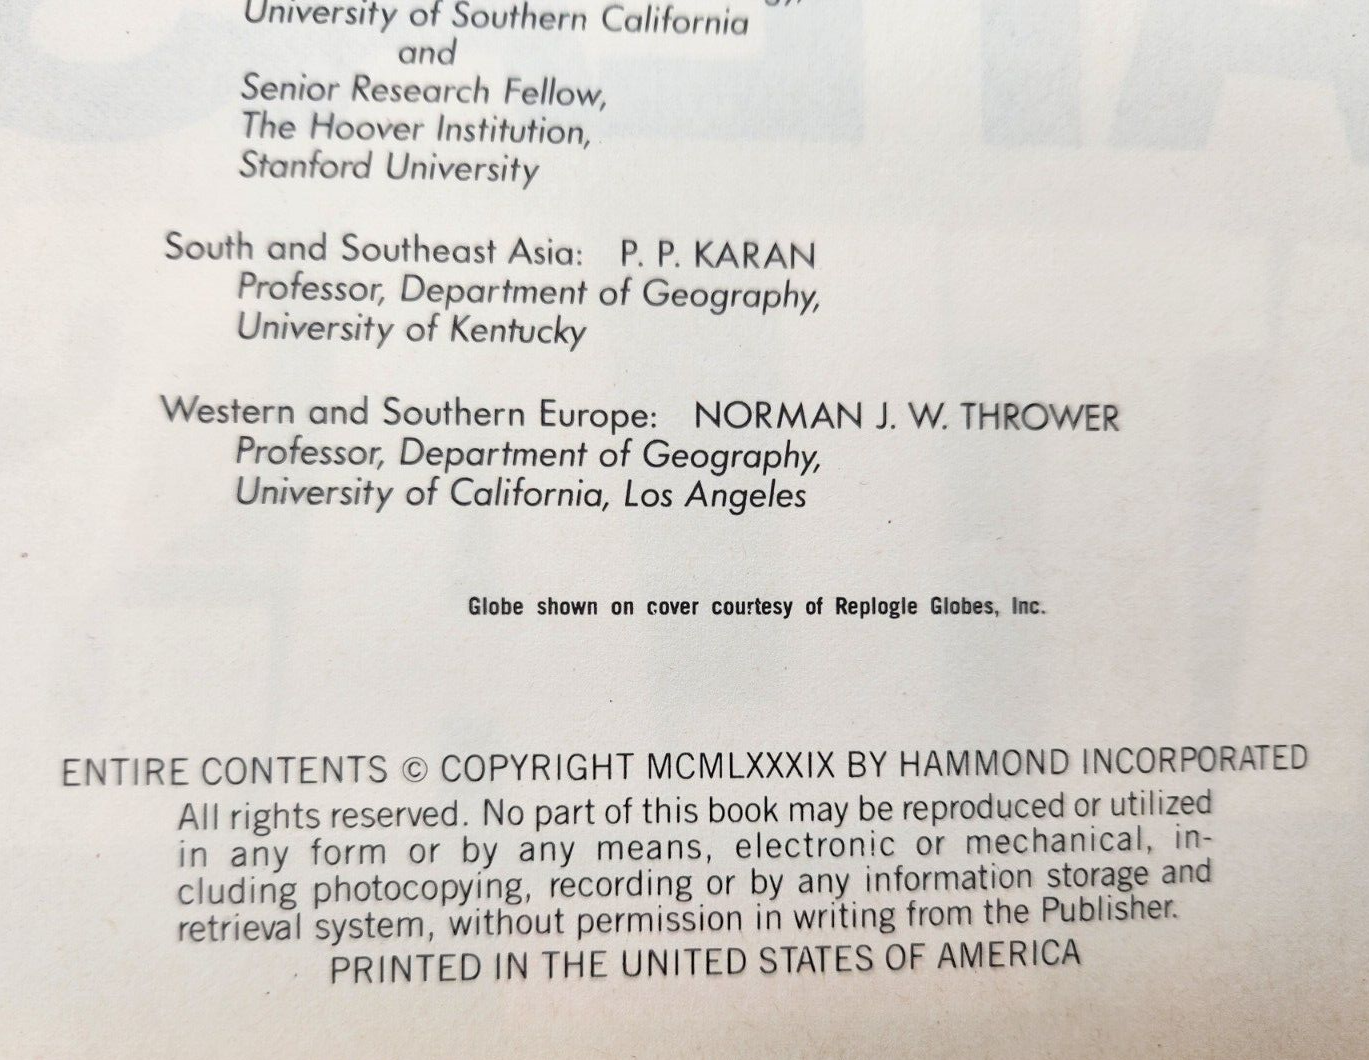 University of Southern California
and
Senior Research Fellow,
The Hoover Institution,
Stanford University
South and Southeast Asia: P. P. KARAN
Professor, Department of Geography,
University of Kentucky
Western and Southern Europe: NORMAN J. W. THROWER
Professor, Department of Geography,
University of California, Los Angeles
Globe shown on cover courtesy of Replogle Globes, Inc.
ENTIRE CONTENTS © COPYRIGHT MCMLXXXIX BY HAMMOND INCORPORATED
All rights reserved. No part of this book may be reproduced or utilized
in any form or by any means, electronic or mechanical, in-
cluding photocopying, recording or by any information storage and
retrieval system, without permission in writing from the Publisher.
PRINTED IN THE UNITED STATES OF AMERICA